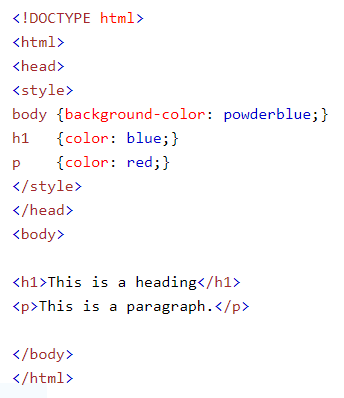 <!DOCTYPE html>
<html>
<head>
<style>
body {background-color: powderblue;}
h1   {color: blue;}
p    {color: red;}
</style>
</head>
<body>

<h1>This is a heading</h1>
<p>This is a paragraph.</p>

</body>
</html>